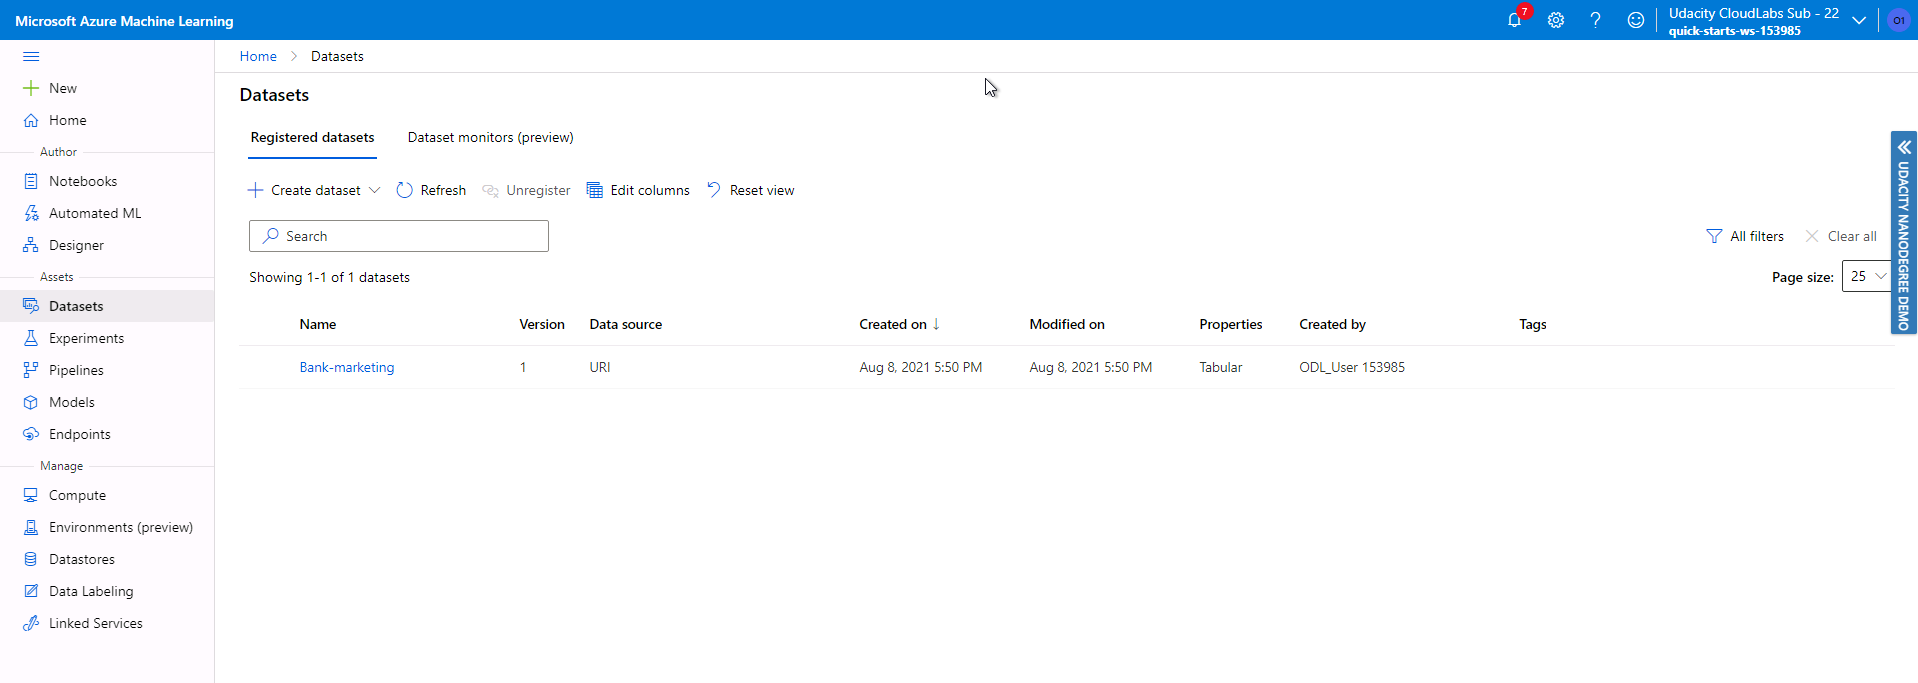 Microsoft Azure Machine Learning
7
Udacity CloudLabs Sub - 22
quick-starts-ws-153985
O1
New
Home
Author
Notebooks
Automated ML
Designer
Assets
Datasets
Experiments
Pipelines
Models
Endpoints
Manage
Compute
Environments (preview)
Datastores
Data Labeling
Linked Services
Home > Datasets
Datasets
Registered datasets Dataset monitors (preview)
Create dataset Refresh Unregister Edit columns Reset view
Search
All filters Clear all
Showing 1-1 of 1 datasets
Page size: 25
Name Version Data source Created on ↓ Modified on Properties Created by Tags
Bank-marketing 1 URI Aug 8, 2021 5:50 PM Aug 8, 2021 5:50 PM Tabular ODL_User 153985
UDACITY NANODEGREE DEMO